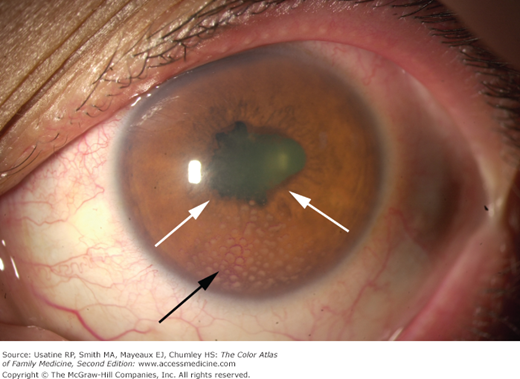 Source: Usatine RP, Smith MA, Mayeaux EJ, Chumley HS: The Color Atlas
of Family Medicine, Second Edition: www.accessmedicine.com
Copyright © The McGraw-Hill Companies, Inc. All rights reserved.